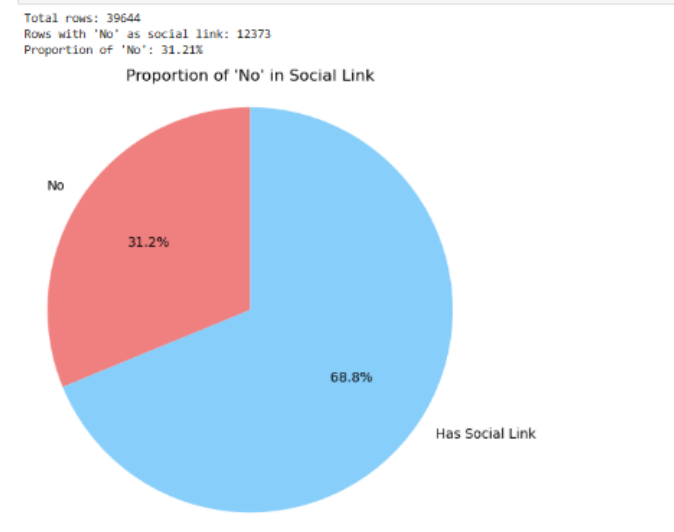 Total rows: 39644
Rows with 'No' as social link: 12373
Proportion of 'No': 31.21%
Proportion of 'No' in Social Link
No
31.2%
68.8%
Has Social Link